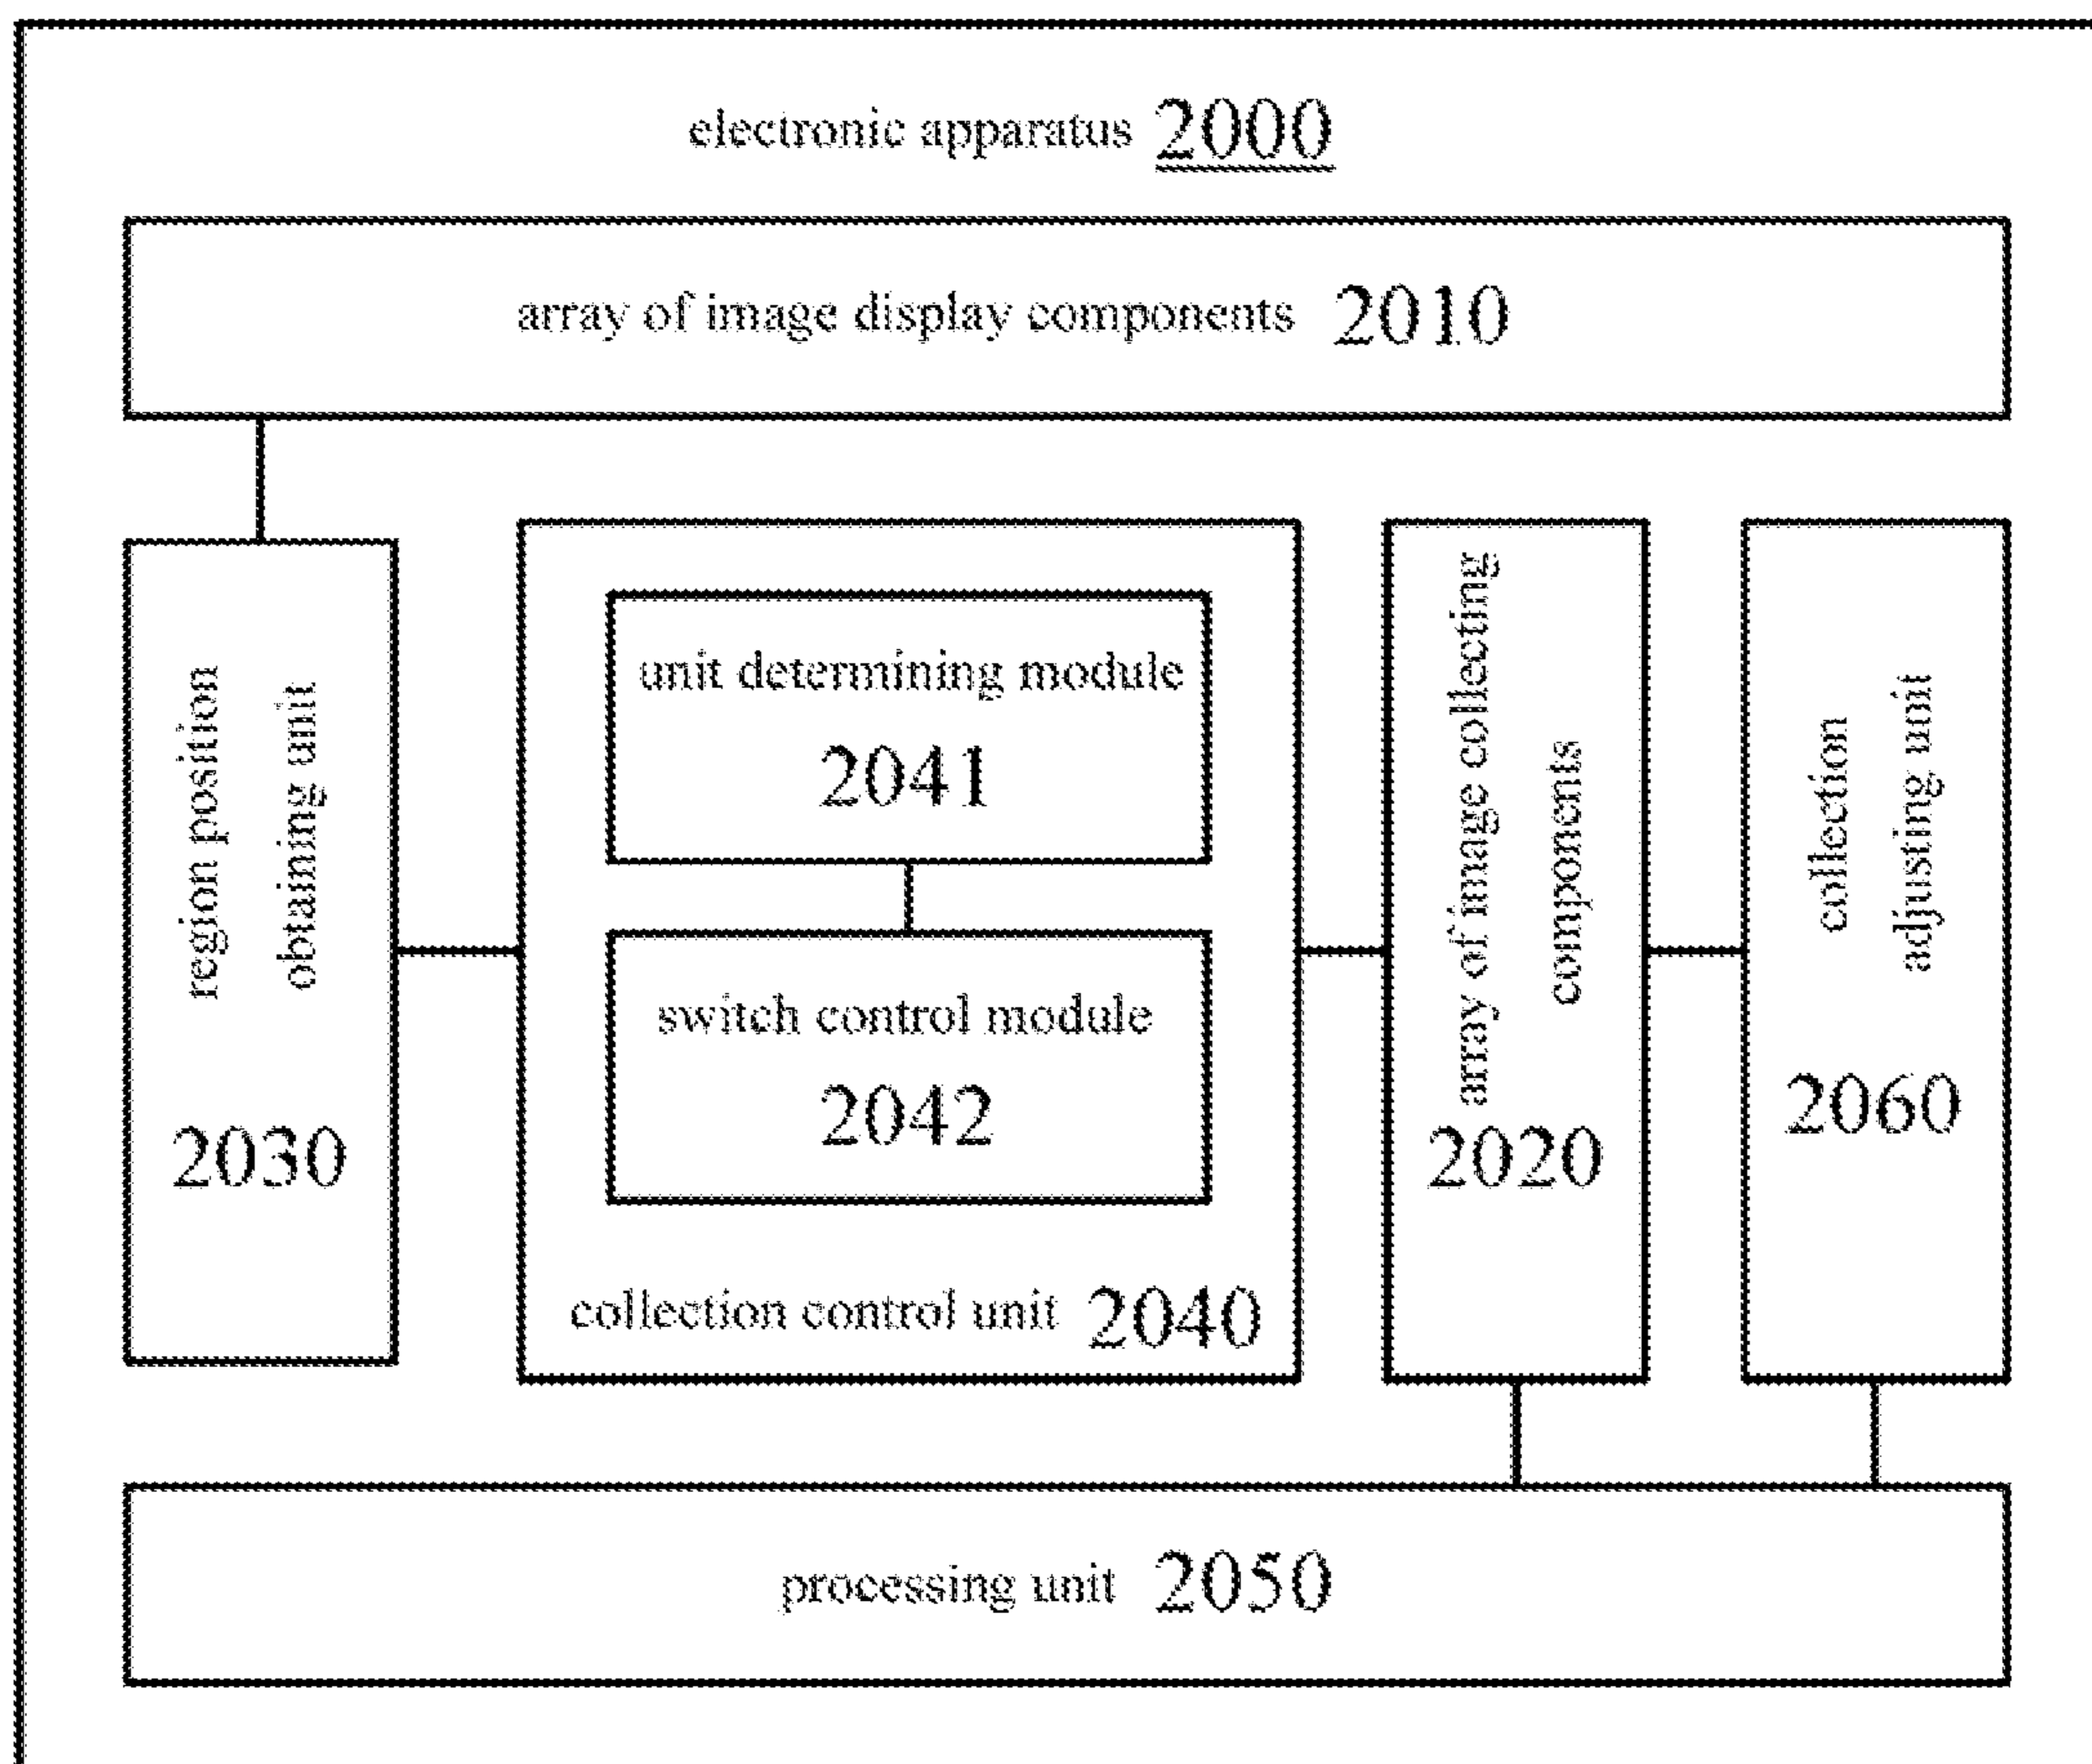 electronic apparatus 2000
array of image display components 2010
region position
obtaining unit
2030
unit determining module
2041
switch control module
2042
collection control unit 2040
array of image collecting
components
2020
collection
adjusting unit
2060
processing unit 2050